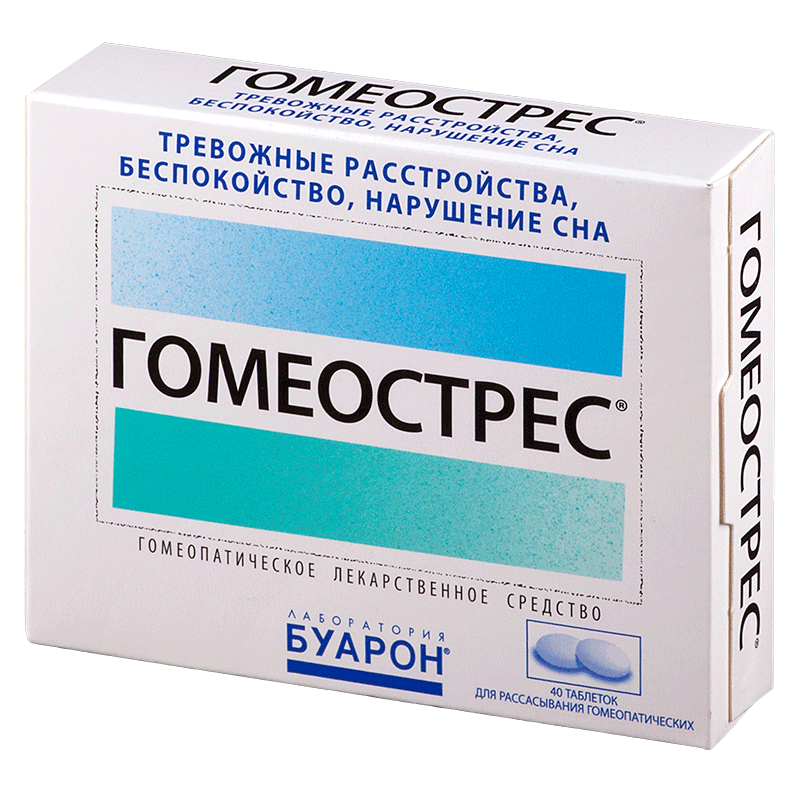 ГОМЕОСТРЕС®
ТРЕВОЖНЫЕ РАССТРОЙСТВА,
БЕСПОКОЙСТВО, НАРУШЕНИЕ СНА
ТРЕВОЖНЫЕ РАССТРОЙСТВА,
БЕСПОКОЙСТВО, НАРУШЕНИЕ СНА
ГОМЕОСТРЕС®
ГОМЕОПАТИЧЕСКОЕ ЛЕКАРСТВЕННОЕ СРЕДСТВО
ЛАБОРАТОРИЯ
БУАРОН®
40 ТАБЛЕТОК
ДЛЯ РАССАСЫВАНИЯ ГОМЕОПАТИЧЕСКИХ
ГОМЕОСТРЕС®